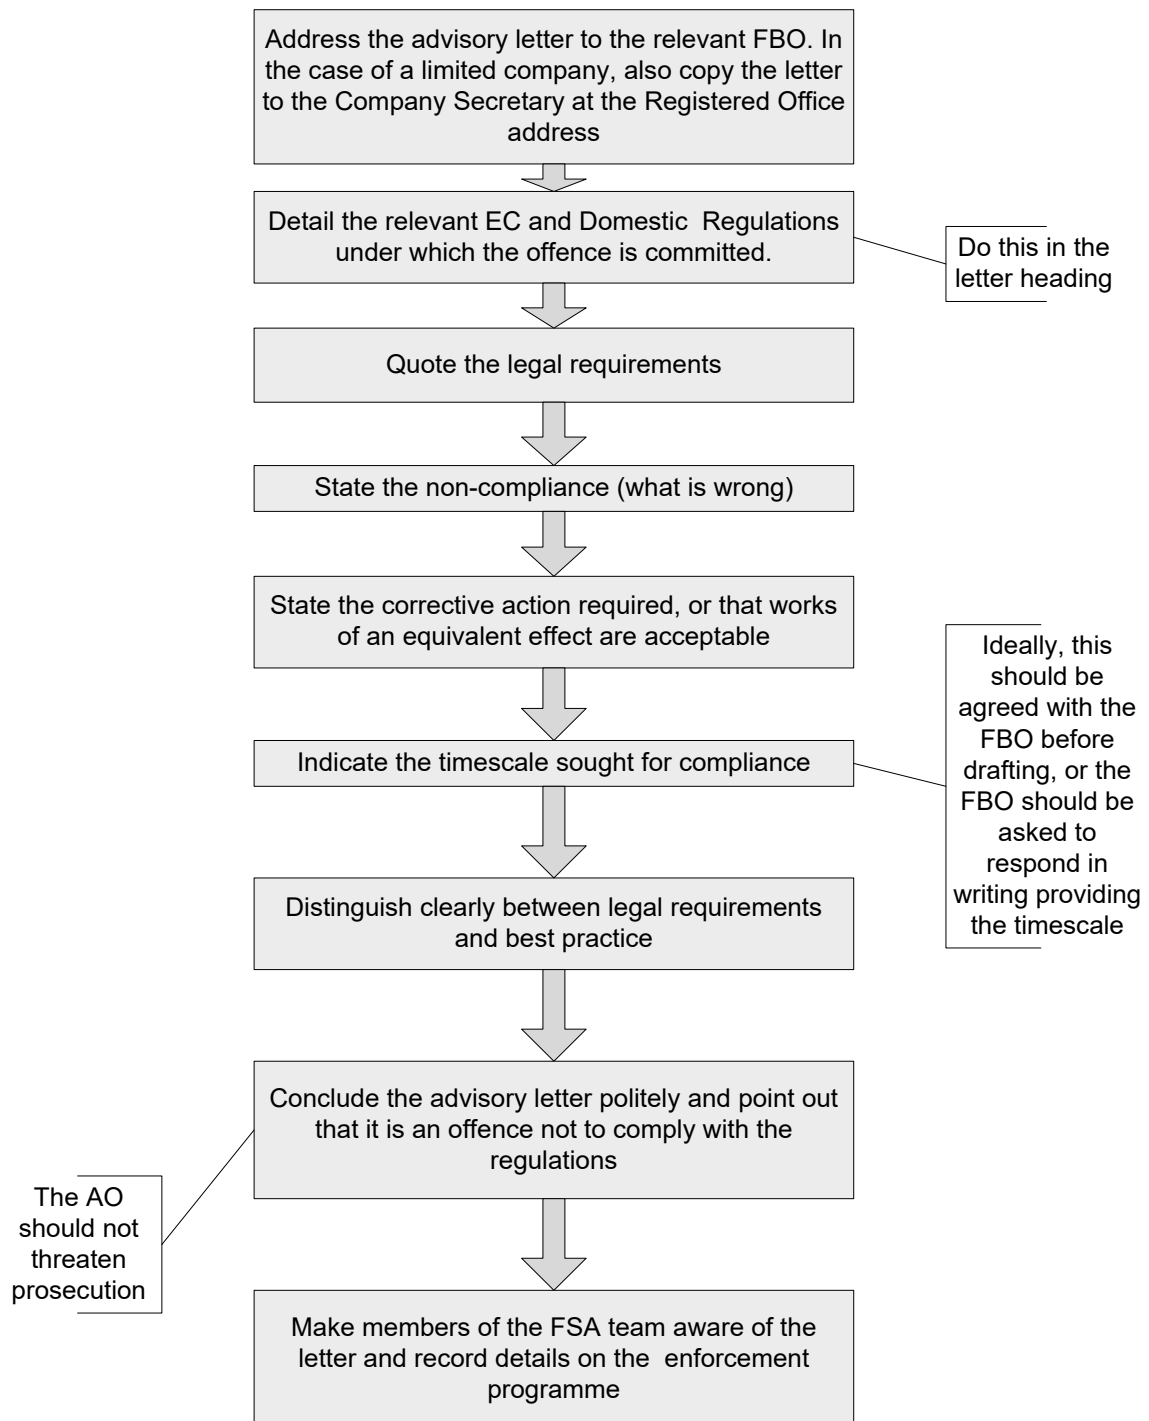 Address the advisory letter to the relevant FBO. In
the case of a limited company, also copy the letter
to the Company Secretary at the Registered Office
address
Detail the relevant EC and Domestic  Regulations
under which the offence is committed.
Do this in the
letter heading
Quote the legal requirements
State the non-compliance (what is wrong)
State the corrective action required, or that works
of an equivalent effect are acceptable
Indicate the timescale sought for compliance
Ideally, this
should be
agreed with the
FBO before
drafting, or the
FBO should be
asked to
respond in
writing providing
the timescale
Distinguish clearly between legal requirements
and best practice
Conclude the advisory letter politely and point out
that it is an offence not to comply with the
regulations
The AO
should not
threaten
prosecution
Make members of the FSA team aware of the
letter and record details on the  enforcement
programme